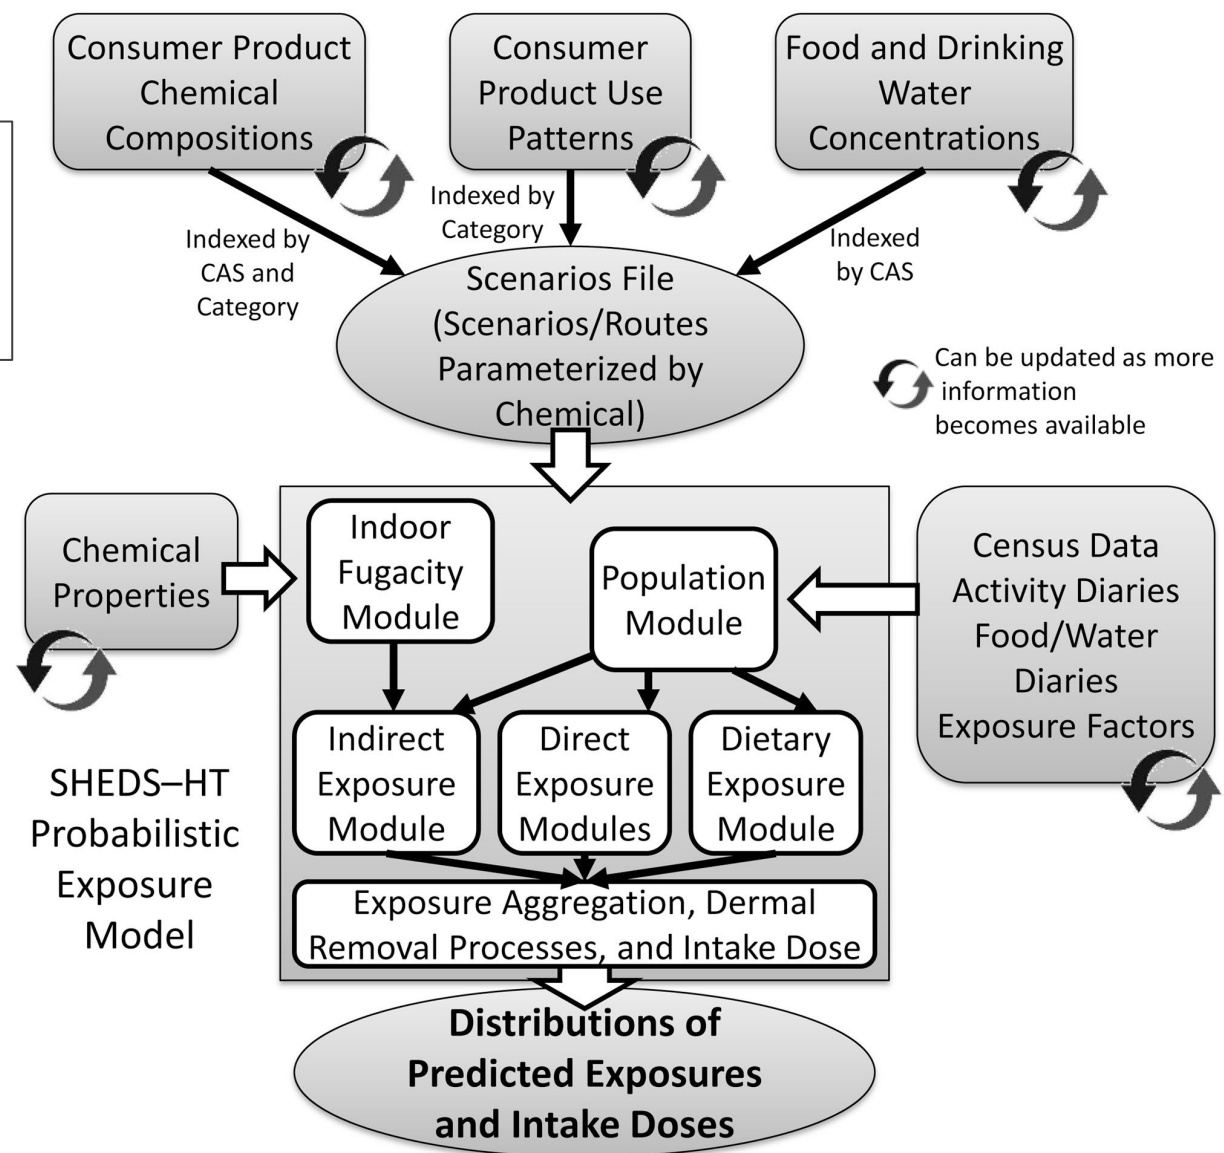 Consumer Product
Chemical
Compositions
Consumer
Product Use
Patterns
Food and Drinking
Water
Concentrations
Indexed by
CAS and
Category
Indexed by
Category
Indexed
by CAS
Scenarios File
(Scenarios/Routes
Parameterized by
Chemical)
Can be updated as more
information
becomes available
Chemical
Properties
Indoor
Fugacity
Module
Population
Module
Census Data
Activity Diaries
Food/Water
Diaries
Exposure Factors
Indirect
Exposure
Module
Direct
Exposure
Modules
Dietary
Exposure
Module
SHEDS–HT
Probabilistic
Exposure
Model
Exposure Aggregation, Dermal
Removal Processes, and Intake Dose
Distributions of
Predicted Exposures
and Intake Doses